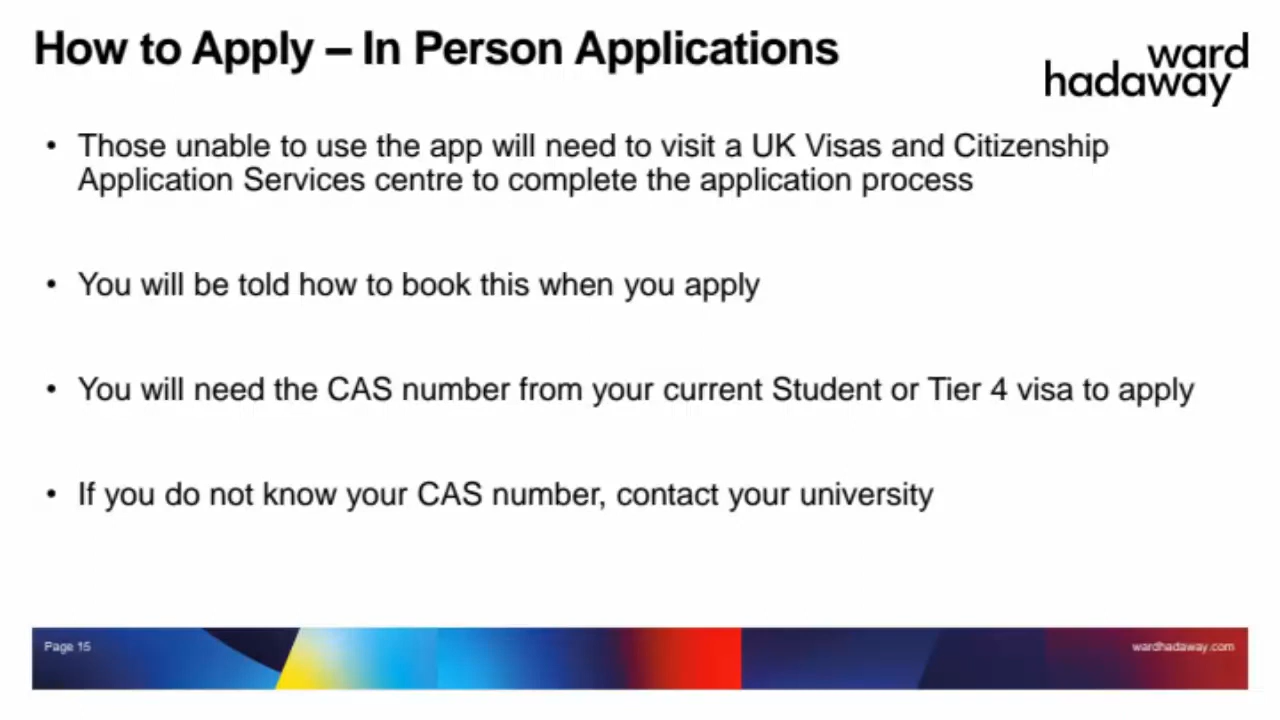 How to Apply – In Person Applications
ward
hadaway
• Those unable to use the app will need to visit a UK Visas and Citizenship
Application Services centre to complete the application process
• You will be told how to book this when you apply
• You will need the CAS number from your current Student or Tier 4 visa to apply
• If you do not know your CAS number, contact your university
Page 15
wardhadaway.com